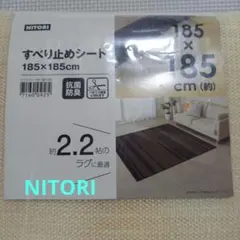 NITORI
すべり止めシート
185×185cm
抗菌
防臭
185
×
185
cm(約)
約2.2帖の
ラグに最適
NITORI